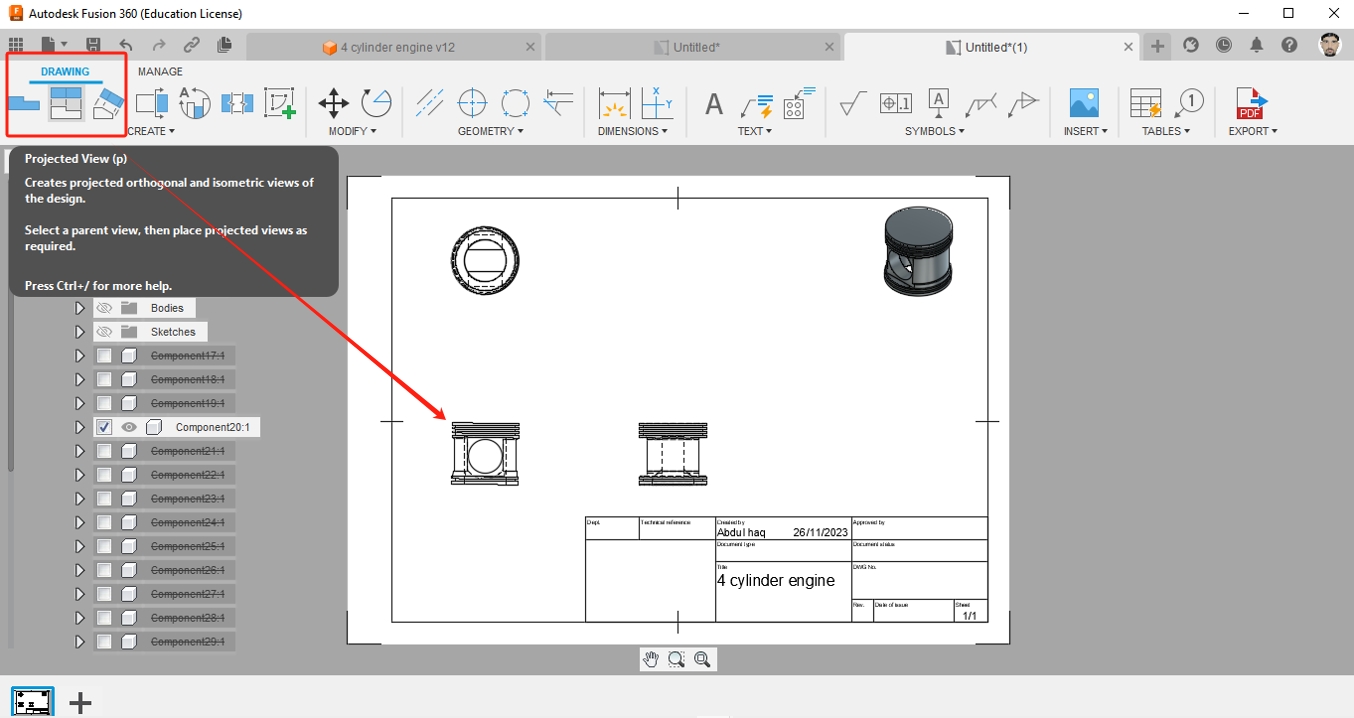 Autodesk Fusion 360 (Education License)
4 cylinder engine v12
Untitled*
Untitled*(1)
DRAWING
MANAGE
CREATE
MODIFY
GEOMETRY
DIMENSIONS
TEXT
SYMBOLS
INSERT
TABLES
EXPORT
Projected View (p)
Creates projected orthogonal and isometric views of
the design.
Select a parent view, then place projected views as
required.
Press Ctrl+/ for more help.
Bodies
Sketches
Component17:1
Component18:1
Component19:1
Component20:1
Component21:1
Component22:1
Component23:1
Component24:1
Component25:1
Component26:1
Component27:1
Component28:1
Component29:1
Dept.
Technical reference
Created by
Approved by
Abdul haq 26/11/2023
Document type
Document status
Title
DWG No.
4 cylinder engine
Rev.
Date of issue
Sheet
1/1